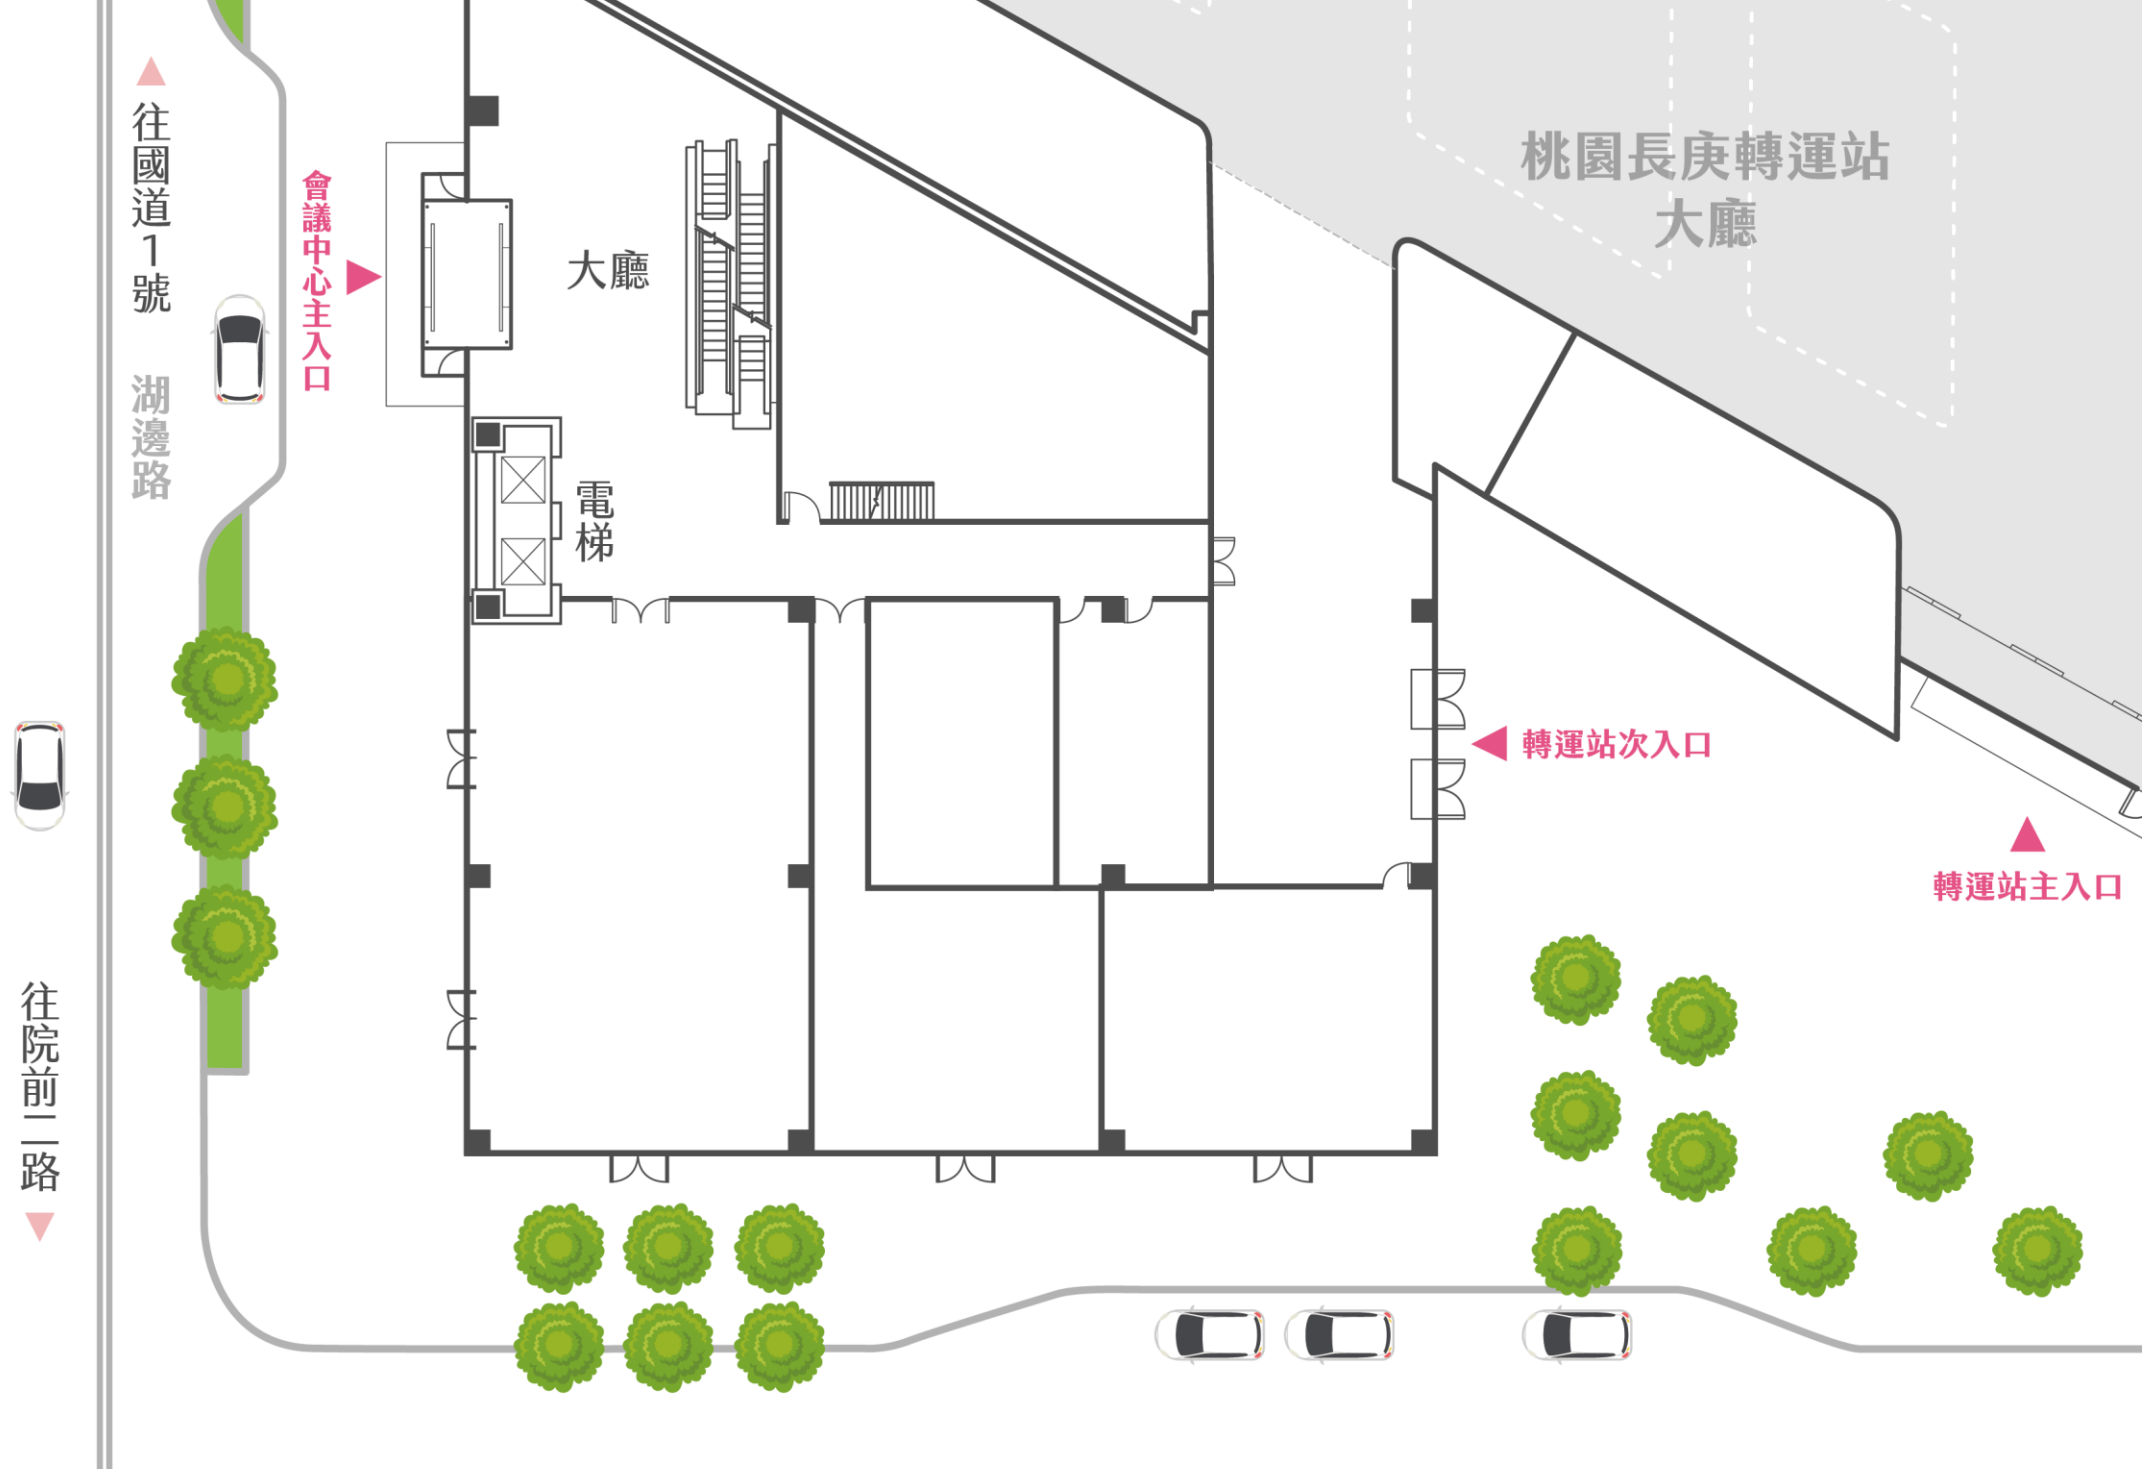 往國道1號
湖邊路
往院前二路
會議中心主入口
大廳
電梯
桃園長庚轉運站
大廳
轉運站次入口
轉運站主入口